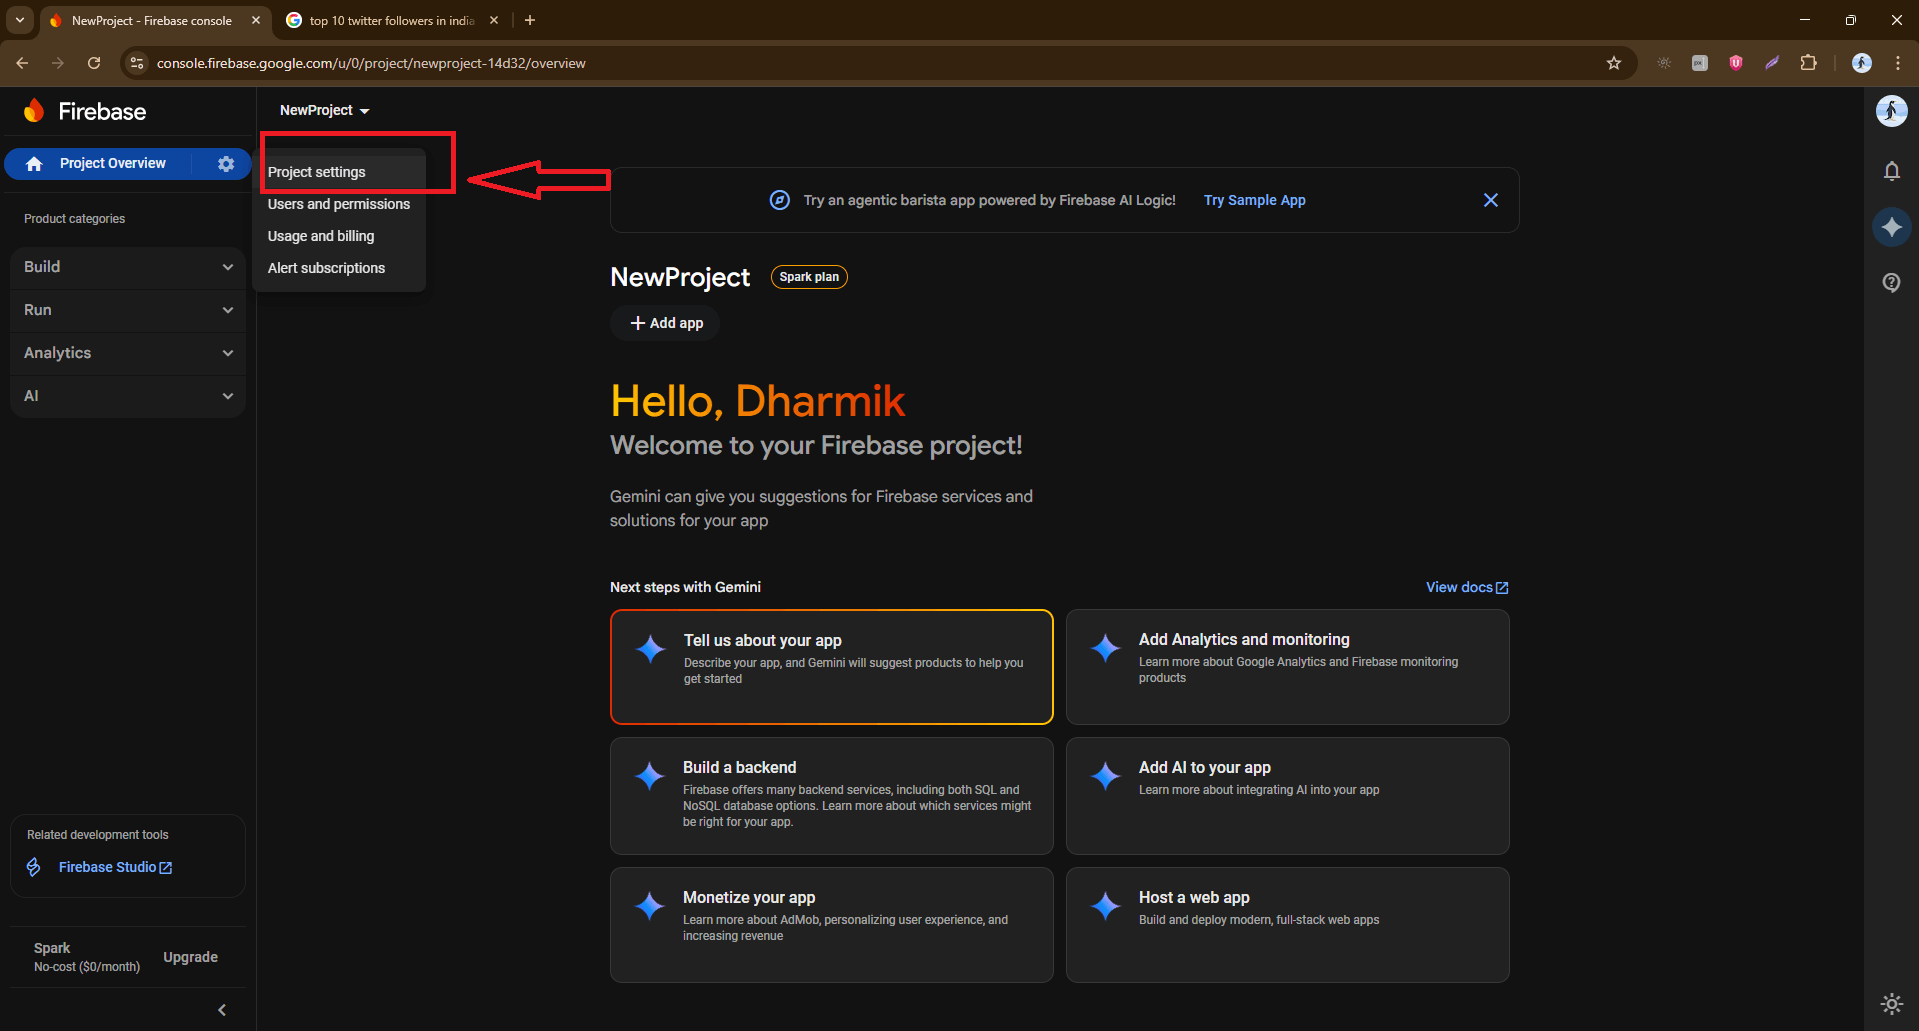 NewProject - Firebase console
top 10 twitter followers in india
console.firebase.google.com/u/0/project/newproject-14d32/overview
Firebase
NewProject
Project Overview
Project settings
Users and permissions
Usage and billing
Alert subscriptions
Product categories
Build
Run
Analytics
AI
Related development tools
Firebase Studio
Spark
No-cost ($0/month)
Upgrade
Try an agentic barista app powered by Firebase AI Logic! Try Sample App
NewProject Spark plan
Add app
Hello, Dharmik
Welcome to your Firebase project!
Gemini can give you suggestions for Firebase services and
solutions for your app
Next steps with Gemini
View docs
Tell us about your app
Describe your app, and Gemini will suggest products to help you
get started
Add Analytics and monitoring
Learn more about Google Analytics and Firebase monitoring
products
Build a backend
Firebase offers many backend services, including both SQL and
NoSQL database options. Learn more about which services might
be right for your app.
Add AI to your app
Learn more about integrating AI into your app
Monetize your app
Learn more about AdMob, personalizing user experience, and
increasing revenue
Host a web app
Build and deploy modern, full-stack web apps